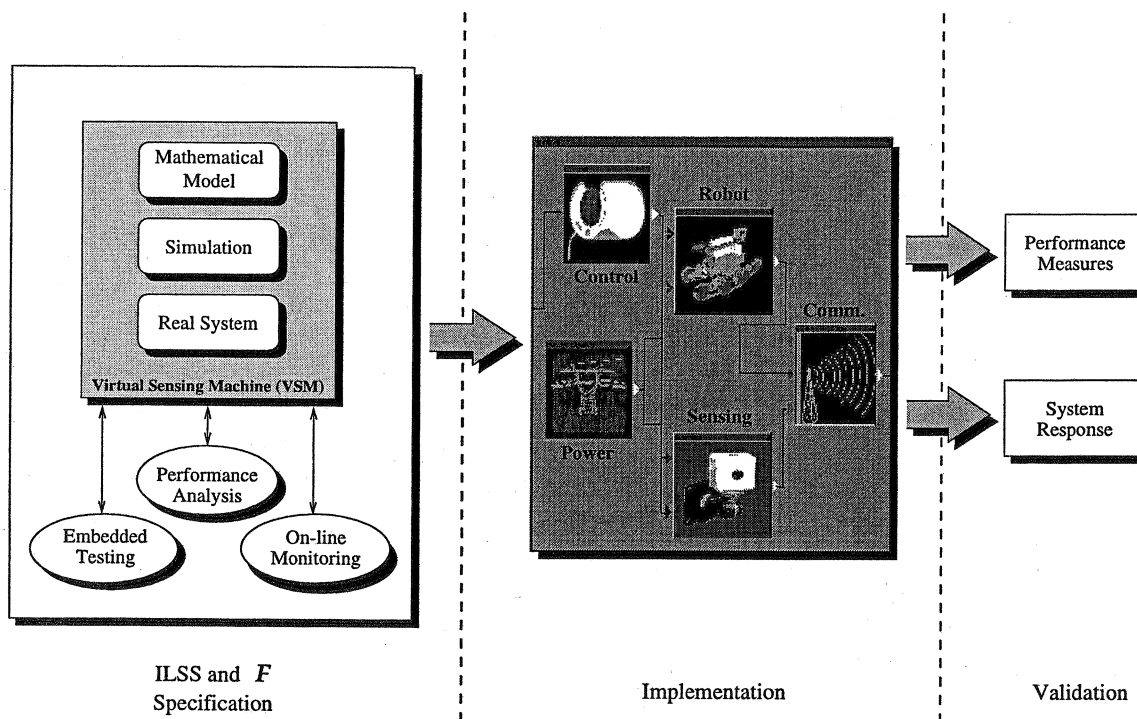 Mathematical
Model
Simulation
Real System
Virtual Sensing Machine (VSM)
Performance
Analysis
Embedded
Testing
On-line
Monitoring
ILSS and F
Specification
Control
Robot
Comm.
Power
Sensing
Implementation
Performance
Measures
System
Response
Validation